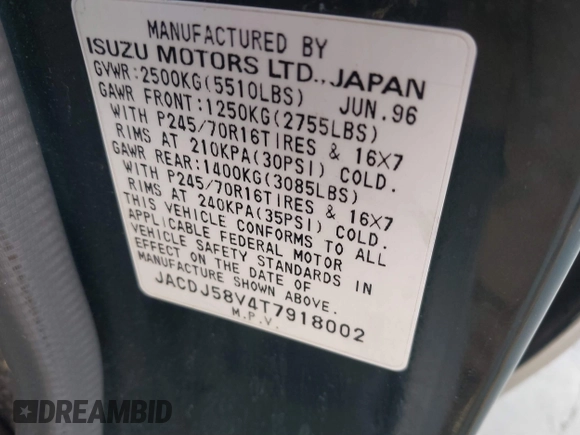 MANUFACTURED BY
ISUZU MOTORS LTD., JAPAN
GVWR:2500KG(5510LBS) JUN.96
GAWR FRONT:1250KG(2755LBS)
WITH P245/70R16TIRES & 16X7
RIMS AT 210KPA(30PSI) COLD.
GAWR REAR:1400KG(3085LBS)
WITH P245/70R16TIRES & 16X7
RIMS AT 240KPA(35PSI) COLD.
THIS VEHICLE CONFORMS TO ALL
APPLICABLE FEDERAL MOTOR
VEHICLE SAFETY STANDARDS IN
EFFECT ON THE DATE OF
MANUFACTURE SHOWN ABOVE.
JACDJ58V4T7918002
M.P.V.
DREAMBID